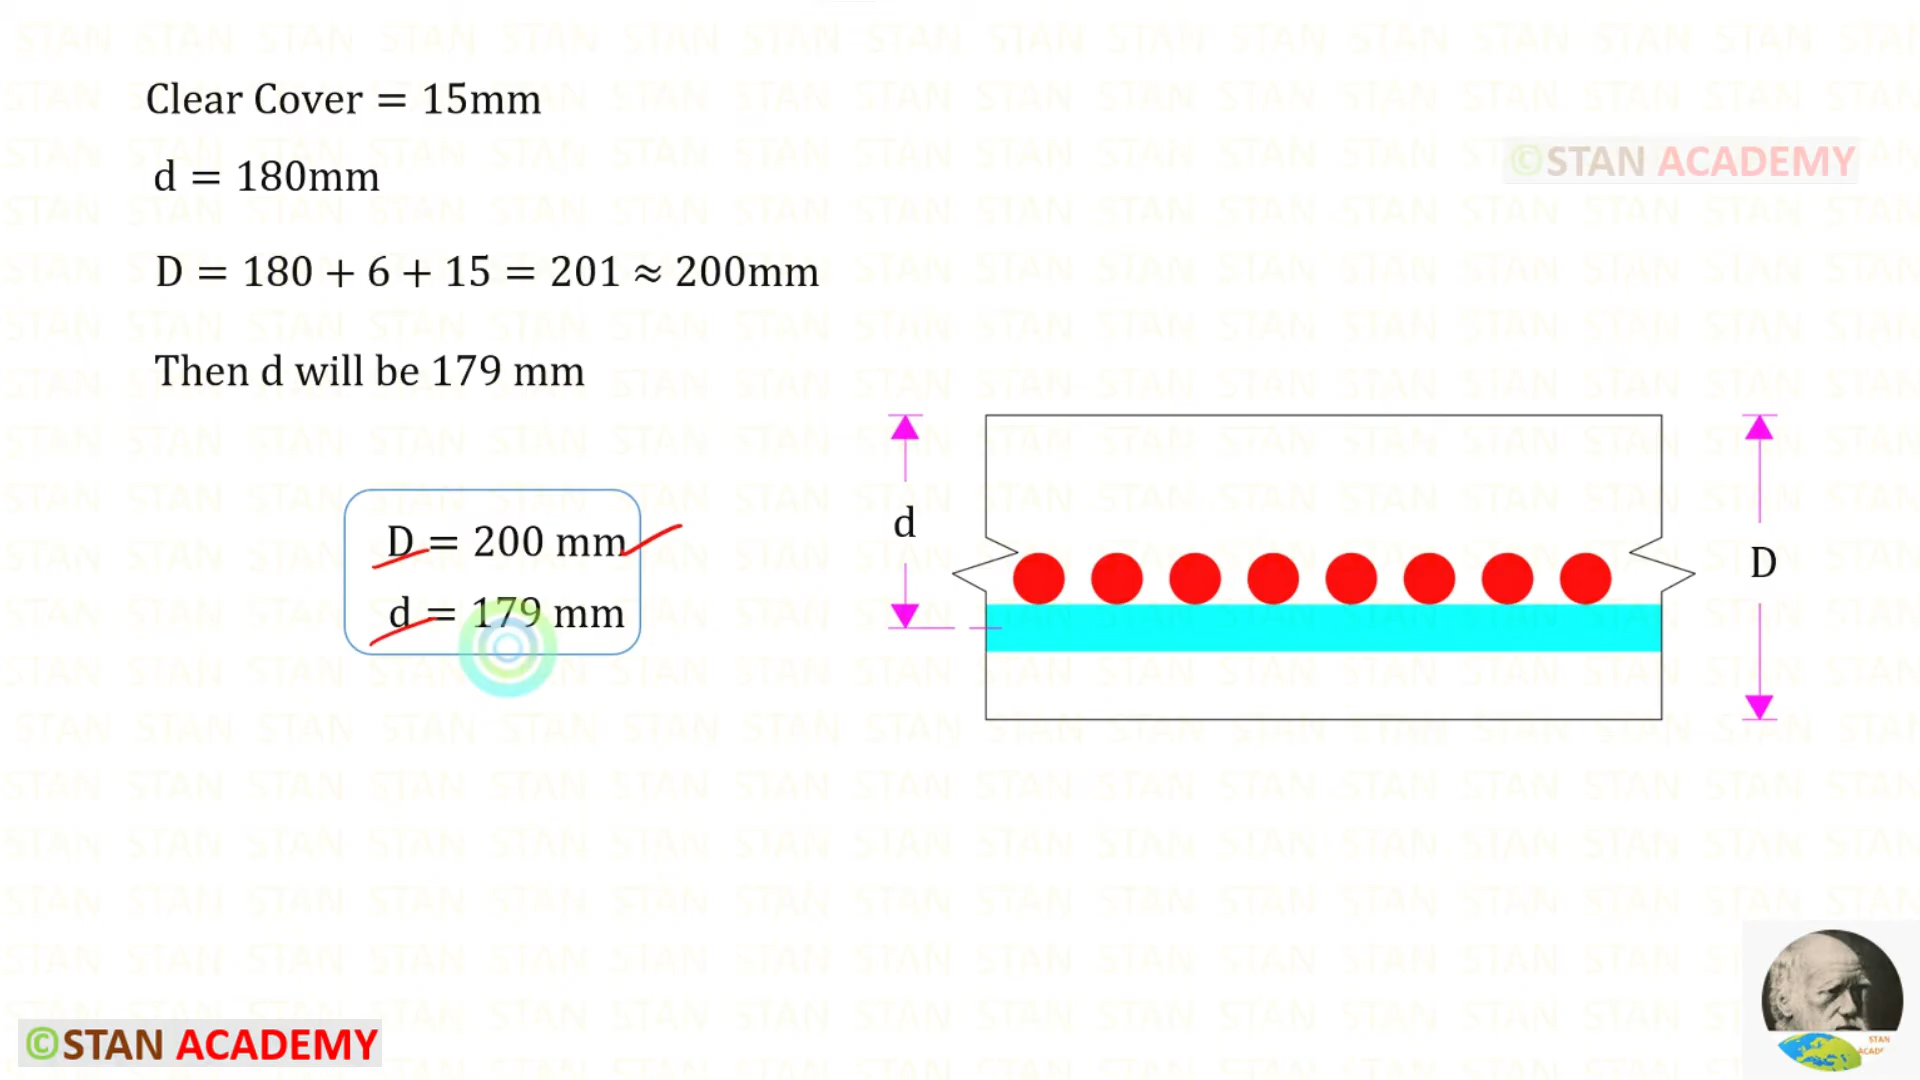 Clear Cover = 15mm
d = 180mm
D = 180 + 6 + 15 = 201 ≈ 200mm
Then d will be 179 mm
D = 200 mm
d = 179 mm
d
D
©STAN ACADEMY
©STAN ACADEMY
STAN